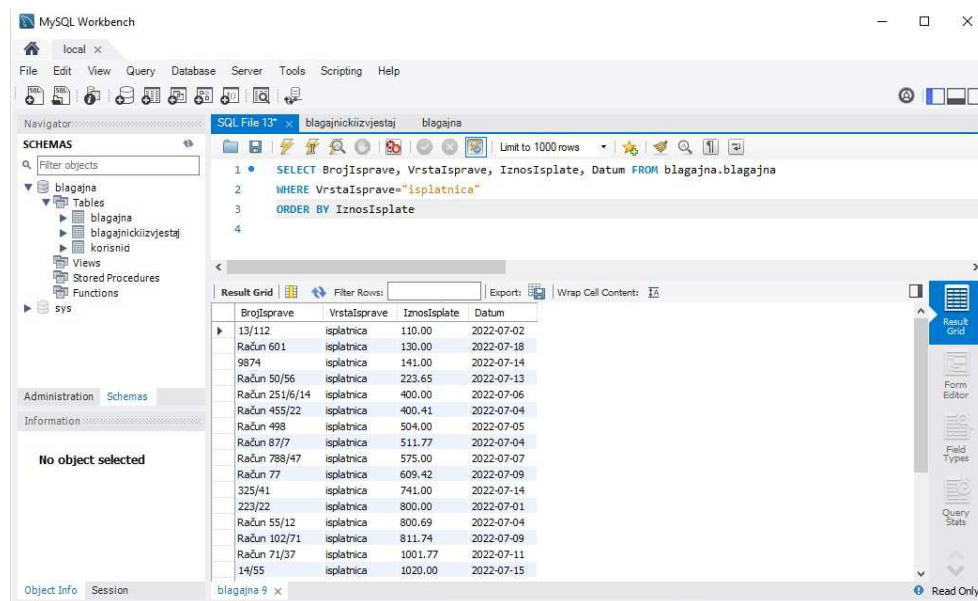 MySQL Workbench
local
File Edit View Query Database Server Tools Scripting Help
Navigator
SCHEMAS
Filter objects
blagajna
Tables
blagajna
blagajnickiizvjestaj
korisnid
Views
Stored Procedures
Functions
sys
Administration Schemas
Information
No object selected
Object Info Session
SQL File 13* blagajnickiizvjestaj blagajna
Limit to 1000 rows
1 SELECT BrojIsprave, VrstaIsprave, IznosIsplate, Datum FROM blagajna.blagajna
2 WHERE VrstaIsprave="isplatnica"
3 ORDER BY IznosIsplate
4
Result Grid Filter Rows: Export: Wrap Cell Content:
BrojIsprave VrstaIsprave IznosIsplate Datum
13/112 isplatnica 110.00 2022-07-02
Račun 601 isplatnica 130.00 2022-07-18
9874 isplatnica 141.00 2022-07-14
Račun 50/56 isplatnica 223.65 2022-07-13
Račun 251/6/14 isplatnica 400.00 2022-07-06
Račun 455/22 isplatnica 400.41 2022-07-04
Račun 498 isplatnica 504.00 2022-07-05
Račun 87/7 isplatnica 511.77 2022-07-04
Račun 788/47 isplatnica 575.00 2022-07-07
Račun 77 isplatnica 609.42 2022-07-09
325/41 isplatnica 741.00 2022-07-14
223/22 isplatnica 800.00 2022-07-01
Račun 55/12 isplatnica 800.69 2022-07-04
Račun 102/71 isplatnica 811.74 2022-07-09
Račun 71/37 isplatnica 1001.77 2022-07-11
14/55 isplatnica 1020.00 2022-07-15
Result
Grid
Form
Editor
Field
Types
Query
Stats
blagajna 9
Read Only